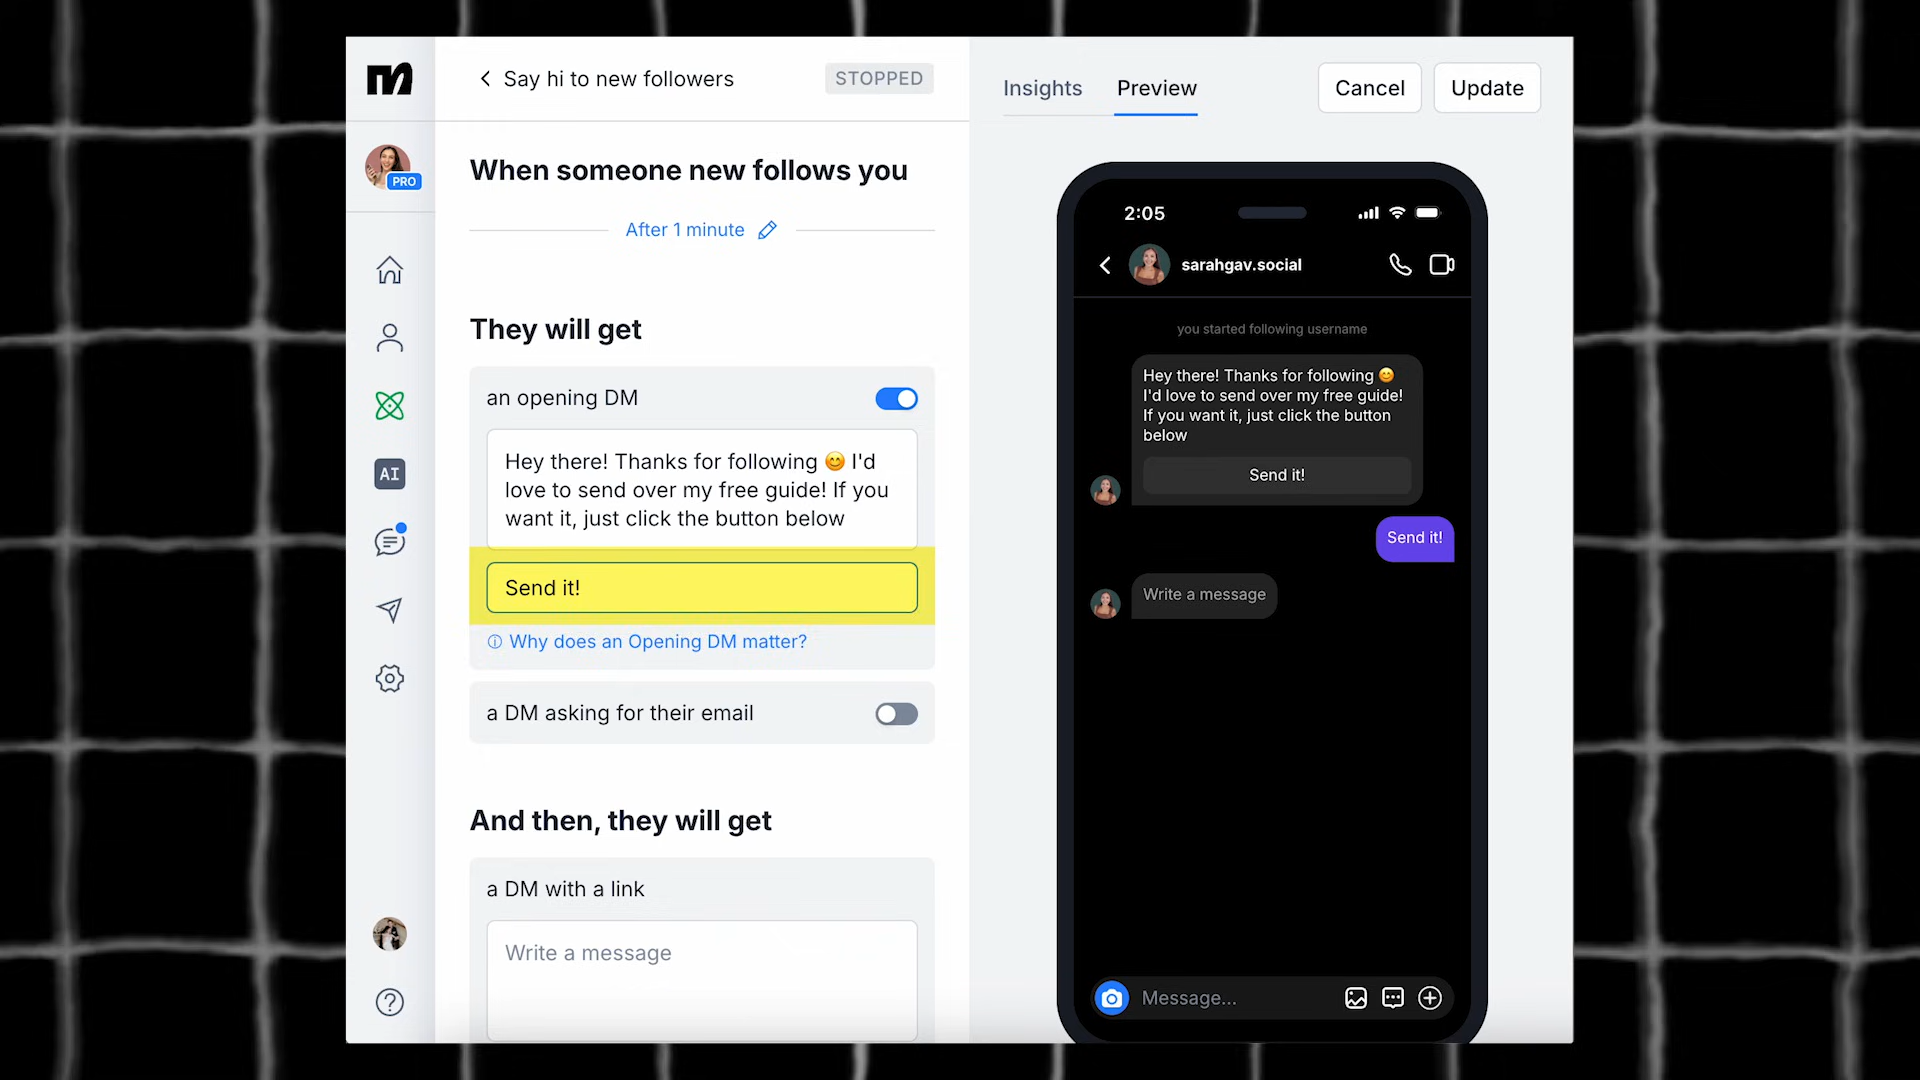 Say hi to new followers
STOPPED
PRO
AI
When someone new follows you
After 1 minute
They will get
an opening DM
Hey there! Thanks for following 😊 I'd
love to send over my free guide! If you
want it, just click the button below
Send it!
Why does an Opening DM matter?
a DM asking for their email
And then, they will get
a DM with a link
Write a message
Insights
Preview
Cancel
Update
2:05
sarahgav.social
you started following username
Hey there! Thanks for following 😊
I'd love to send over my free guide!
If you want it, just click the button
below
Send it!
Send it!
Write a message
Message...